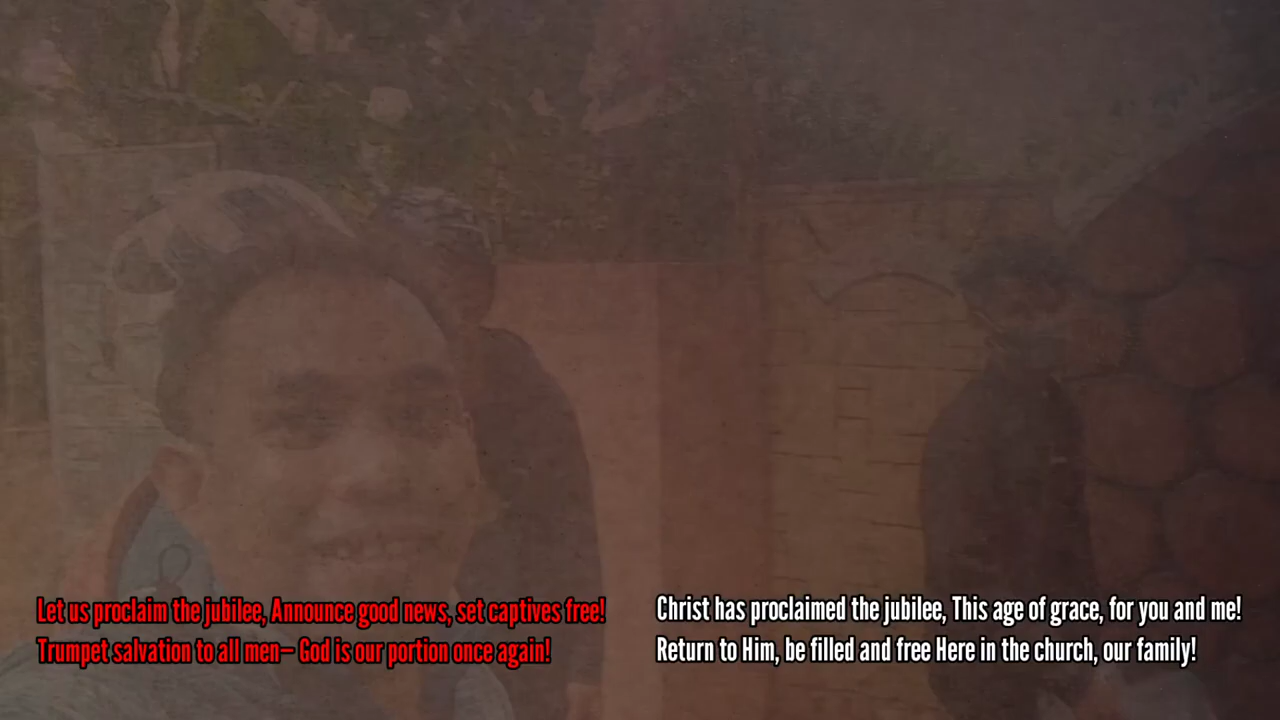 Let us proclaim the jubilee, Announce good news, set captives free!
Trumpet salvation to all men– God is our portion once again!
Christ has proclaimed the jubilee, This age of grace, for you and me!
Return to Him, be filled and free Here in the church, our family!